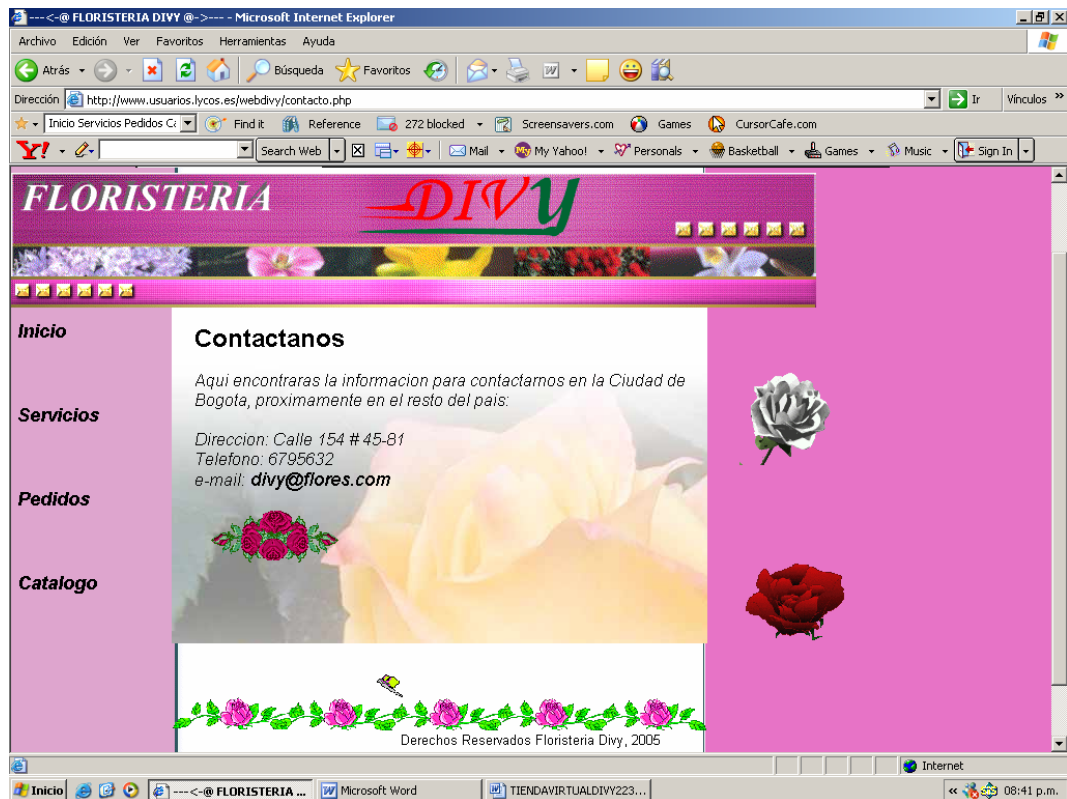 ---<-@ FLORISTERIA DIVY @->--- - Microsoft Internet Explorer
Archivo Edición Ver Favoritos Herramientas Ayuda
Atrás Búsqueda Favoritos
Dirección http://www.usuarios.lycos.es/webdivy/contacto.php Ir Vínculos »
Inicio Servicios Pedidos Find it Reference 272 blocked Screensavers.com Games CursorCafe.com
Y! Search Web Mail My Yahoo! Personals Basketball Games Music Sign In
FLORISTERIA DIVY
Inicio
Servicios
Pedidos
Catalogo
Contactanos
Aqui encontraras la informacion para contactarnos en la Ciudad de
Bogota, proximamente en el resto del pais:
Direccion: Calle 154 # 45-81
Telefono: 6795632
e-mail: divy@flores.com
Derechos Reservados Floristeria Divy, 2005
Internet
Inicio ---<-@ FLORISTERIA ... Microsoft Word TIENDAVIRTUALDIVY223... « 08:41 p.m.